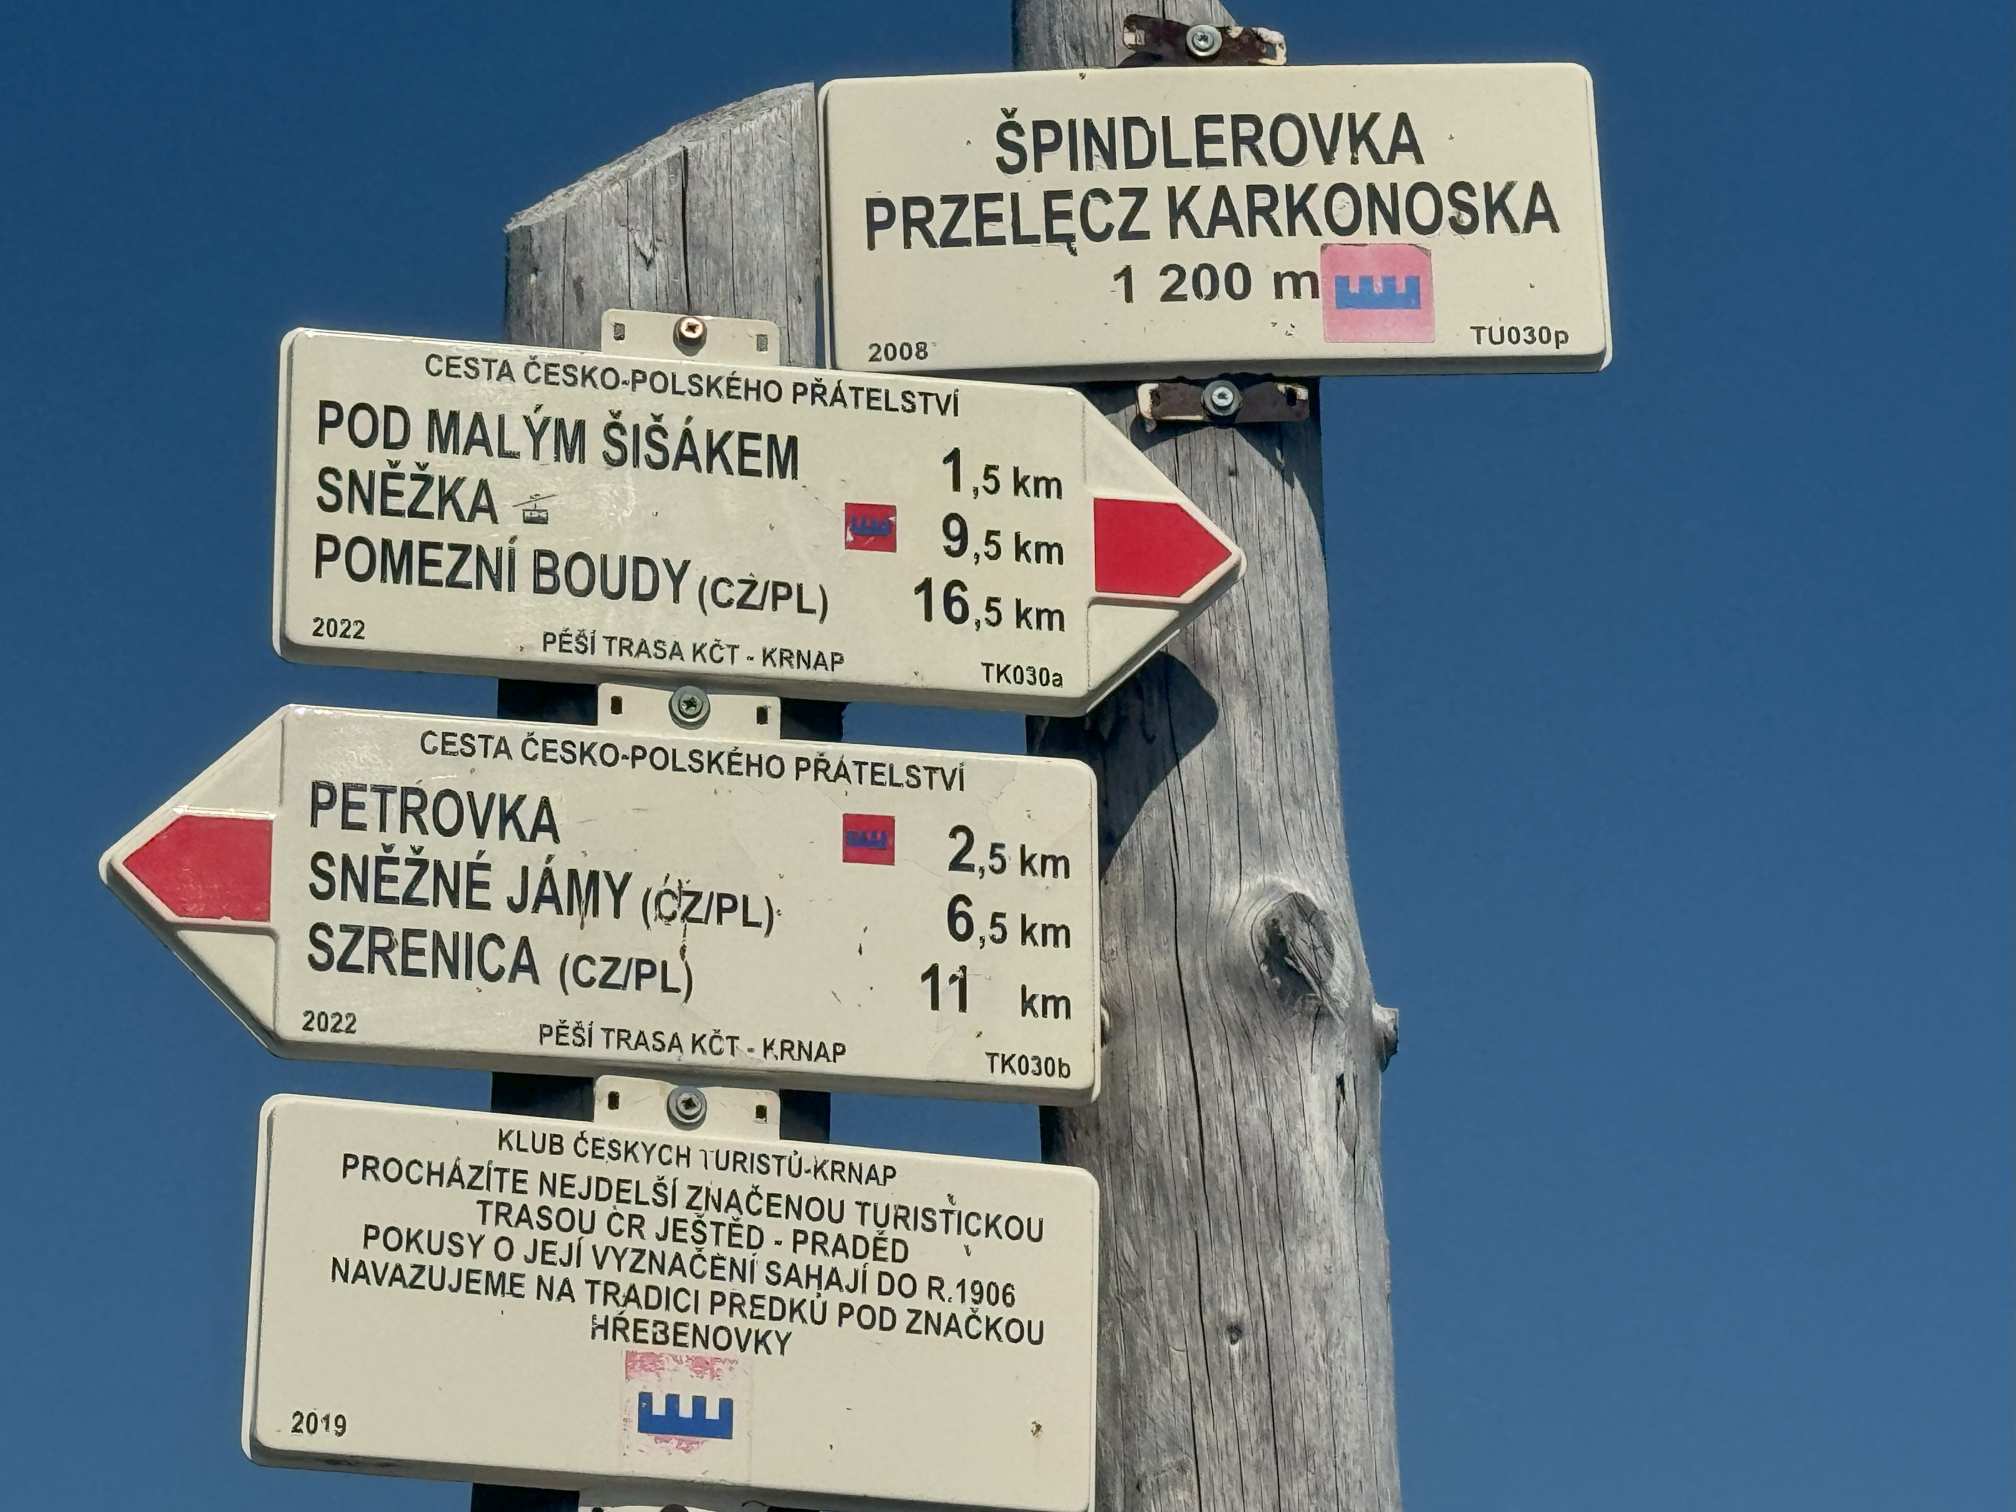 ŠPINDLEROVKA
PRZELĘCZ KARKONOSKA
1 200 m
2008 TU030p
CESTA ČESKO-POLSKÉHO PŘÁTELSTVÍ
POD MALÝM ŠIŠÁKEM 1,5 km
SNĚŽKA 9,5 km
POMEZNÍ BOUDY (CZ/PL) 16,5 km
2022 PĚŠÍ TRASA KČT - KRNAP TK030a
CESTA ČESKO-POLSKÉHO PŘÁTELSTVÍ
PETROVKA 2,5 km
SNĚŽNÉ JÁMY (CZ/PL) 6,5 km
SZRENICA (CZ/PL) 11 km
2022 PĚŠÍ TRASA KČT - KRNAP TK030b
KLUB ČESKYCH TURISTŮ-KRNAP
PROCHÁZÍTE NEJDELŠÍ ZNAČENOU TURISTICKOU
TRASOU ČR JEŠTĚD - PRADĚD
POKUSY O JEJÍ VYZNAČENÍ SAHAJÍ DO R.1906
NAVAZUJEME NA TRADICI PŘEDKŮ POD ZNAČKOU
HŘEBENOVKY
2019